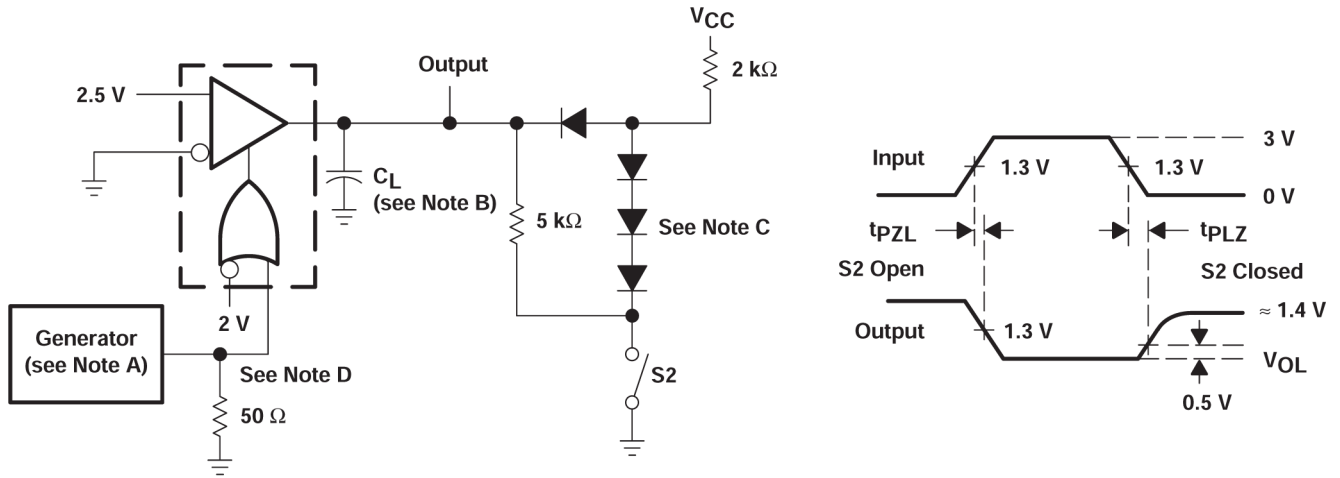 VCC
2 kΩ
Output
2.5 V
CL
(see Note B)
5 kΩ
See Note C
2 V
Generator
(see Note A)
See Note D
50 Ω
S2
Input
3 V
1.3 V
1.3 V
0 V
tPZL
tPLZ
S2 Open
S2 Closed
≈ 1.4 V
Output
1.3 V
VOL
0.5 V